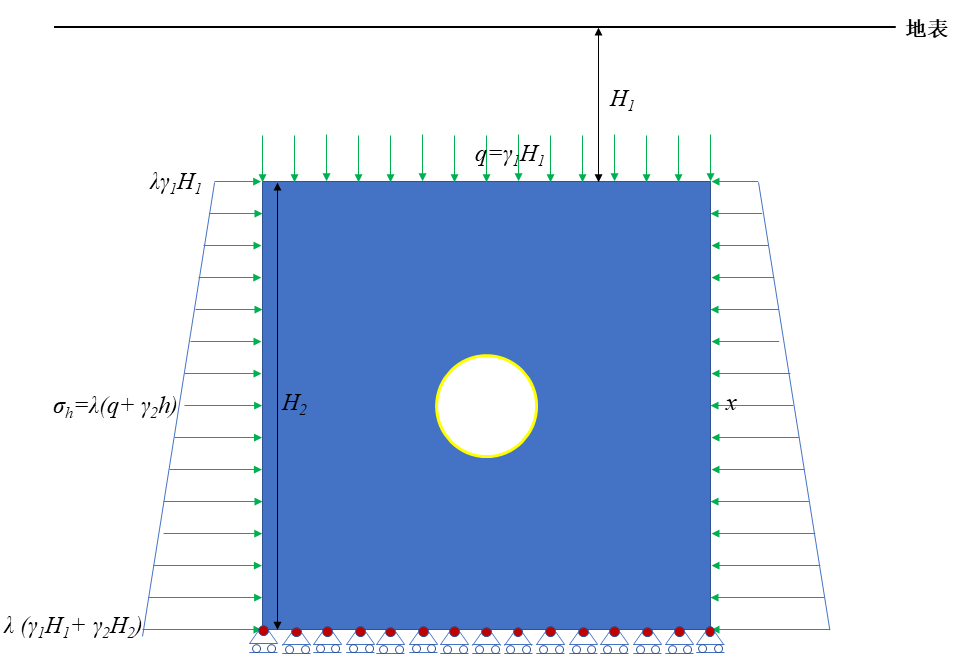 地表
H₁
q=γ₁H₁
λγ₁H₁
H₂
σₕ=λ(q+ γ₂h)
x
λ (γ₁H₁+ γ₂H₂)